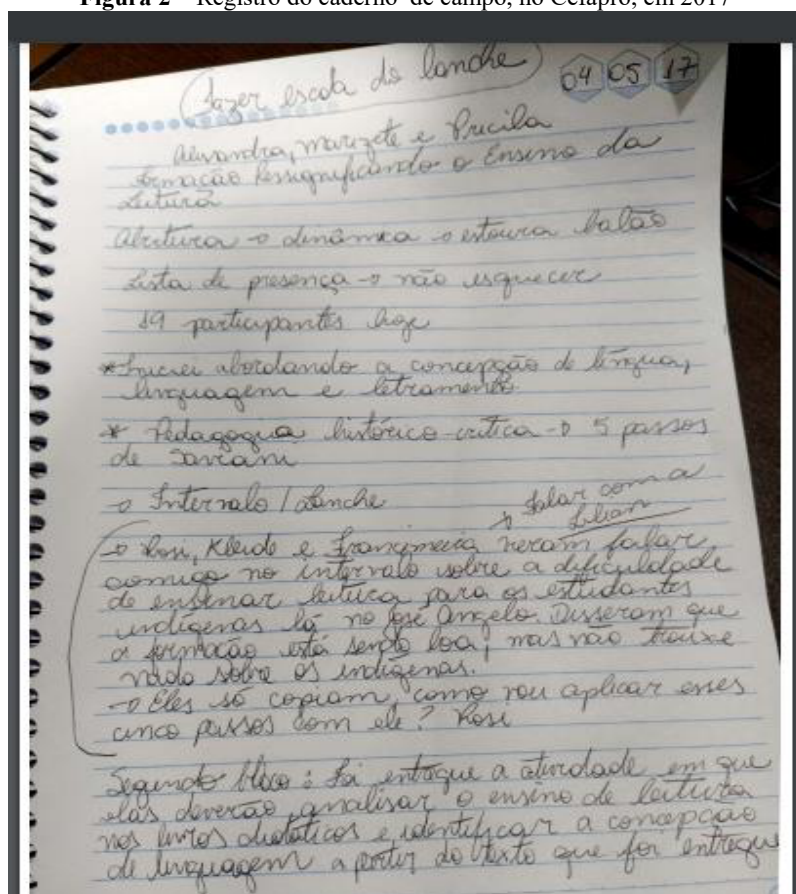 Figura 2 – Registro do caderno de campo, no Cefapro, em 2017
fazer escala do lanche 04 05 17
Alessandra, Marizete e Pricila
Formação Ressignificando o Ensino da
Leitura
Abertura → dinâmica → estoura balão
Lista de presença → não esquecer
19 participantes hoje
* Iniciei abordando a concepção de língua,
linguagem e letramento.
* Pedagogia histórico-crítica → 5 passos
de Saviani
→ Intervalo / Lanche
→ falar com a
Lilian
→ Rosi, Kleide e Francimeiry vieram falar
comigo no intervalo sobre a dificuldade
de ensinar leitura para os estudantes
indígenas lá no José Angelo. Disseram que
a formação está sendo boa, mas não trouxe
nada sobre os indígenas.
→ Eles só copiam, como vou aplicar esses
cinco passos com ele? Rosi
Segundo bloco: Foi entregue a atividade em que
elas deverão analisar o ensino de leitura
nos livros didáticos e identificar a concepção
de linguagem a partir do texto que foi entregue